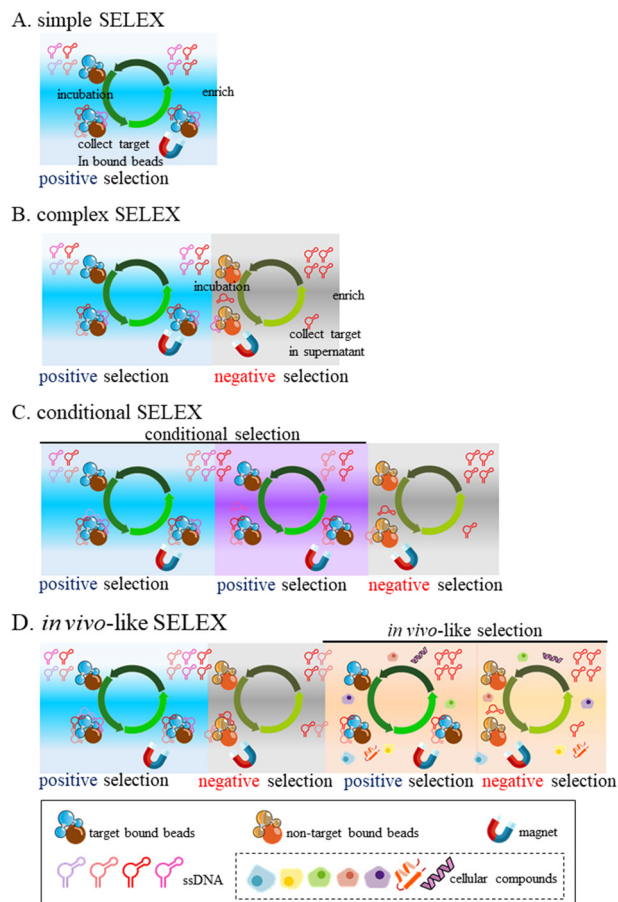 A. simple SELEX
incubation
enrich
collect target
In bound beads
positive selection
B. complex SELEX
incubation
enrich
collect target
in supernatant
positive selection
negative selection
C. conditional SELEX
conditional selection
positive selection
positive selection
negative selection
D. in vivo-like SELEX
in vivo-like selection
positive selection
negative selection
positive selection
negative selection
target bound beads
non-target bound beads
magnet
ssDNA
cellular compounds